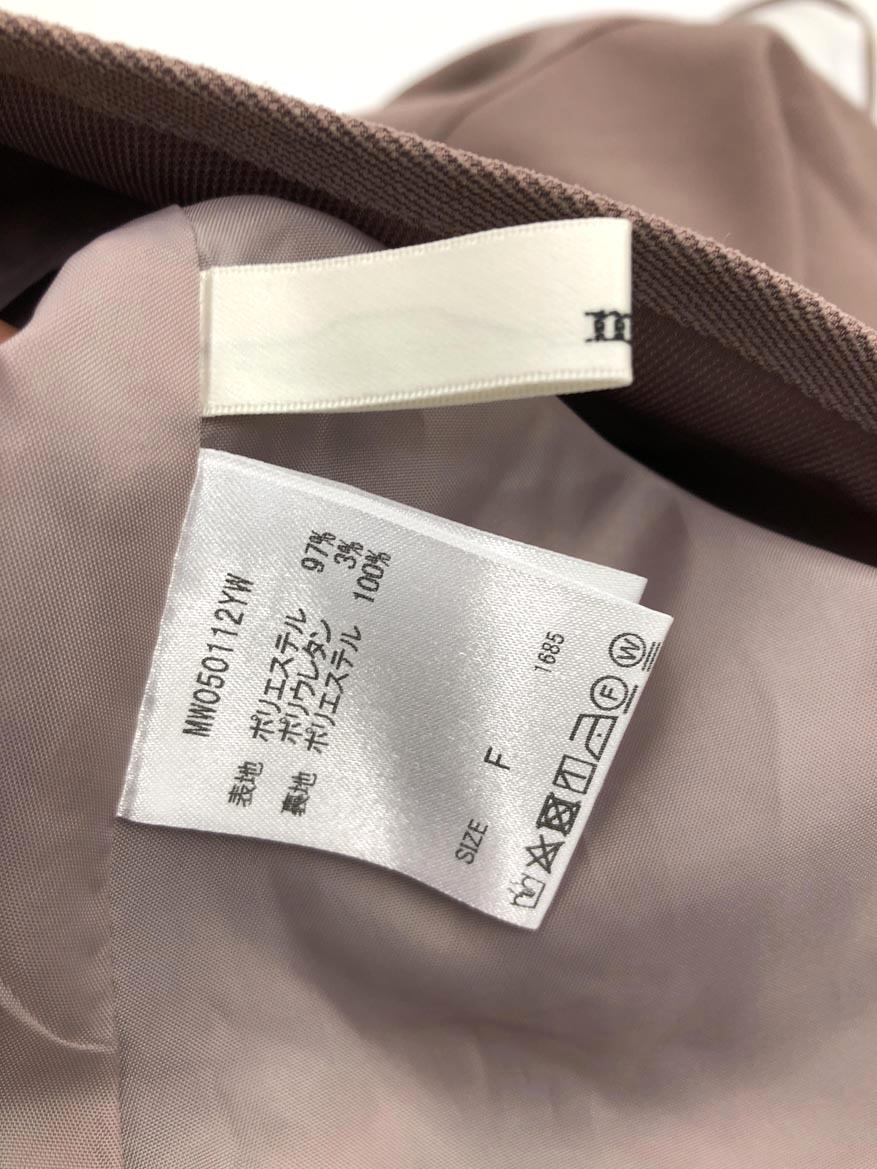 MW050112YW
表地 ポリエステル 97%
ポリウレタン 3%
裏地 ポリエステル 100%
1685
SIZE F
F
W